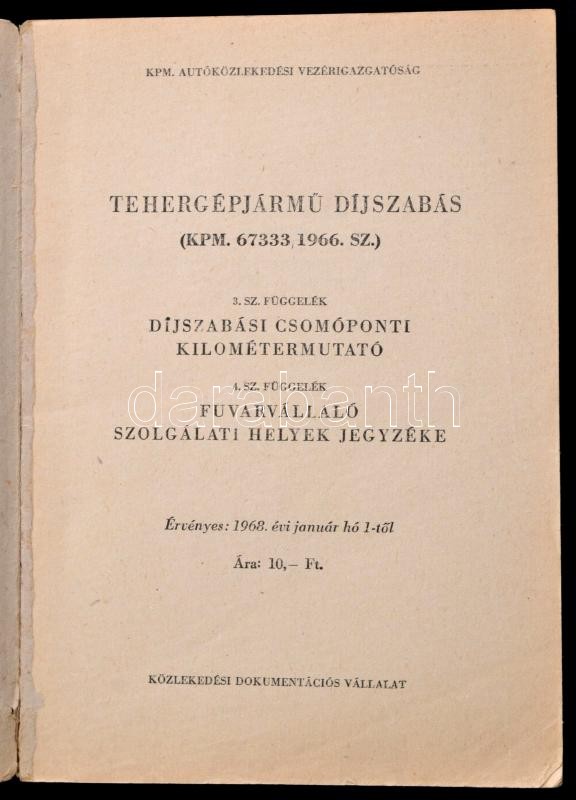 KPM. AUTÓKÖZLEKEDÉSI VEZÉRIGAZGATÓSÁG
TEHERGÉPJÁRMŰ DÍJSZABÁS
(KPM. 67333/1966. SZ.)
3. SZ. FÜGGELÉK
DÍJSZABÁSI CSOMÓPONTI
KILOMÉTERMUTATÓ
4. SZ. FÜGGELÉK
darabanth
FUVARVÁLLALÓ
SZOLGÁLATI HELYEK JEGYZÉKE
Érvényes: 1968. évi január hó 1-től
Ára: 10,— Ft.
KÖZLEKEDÉSI DOKUMENTÁCIÓS VÁLLALAT